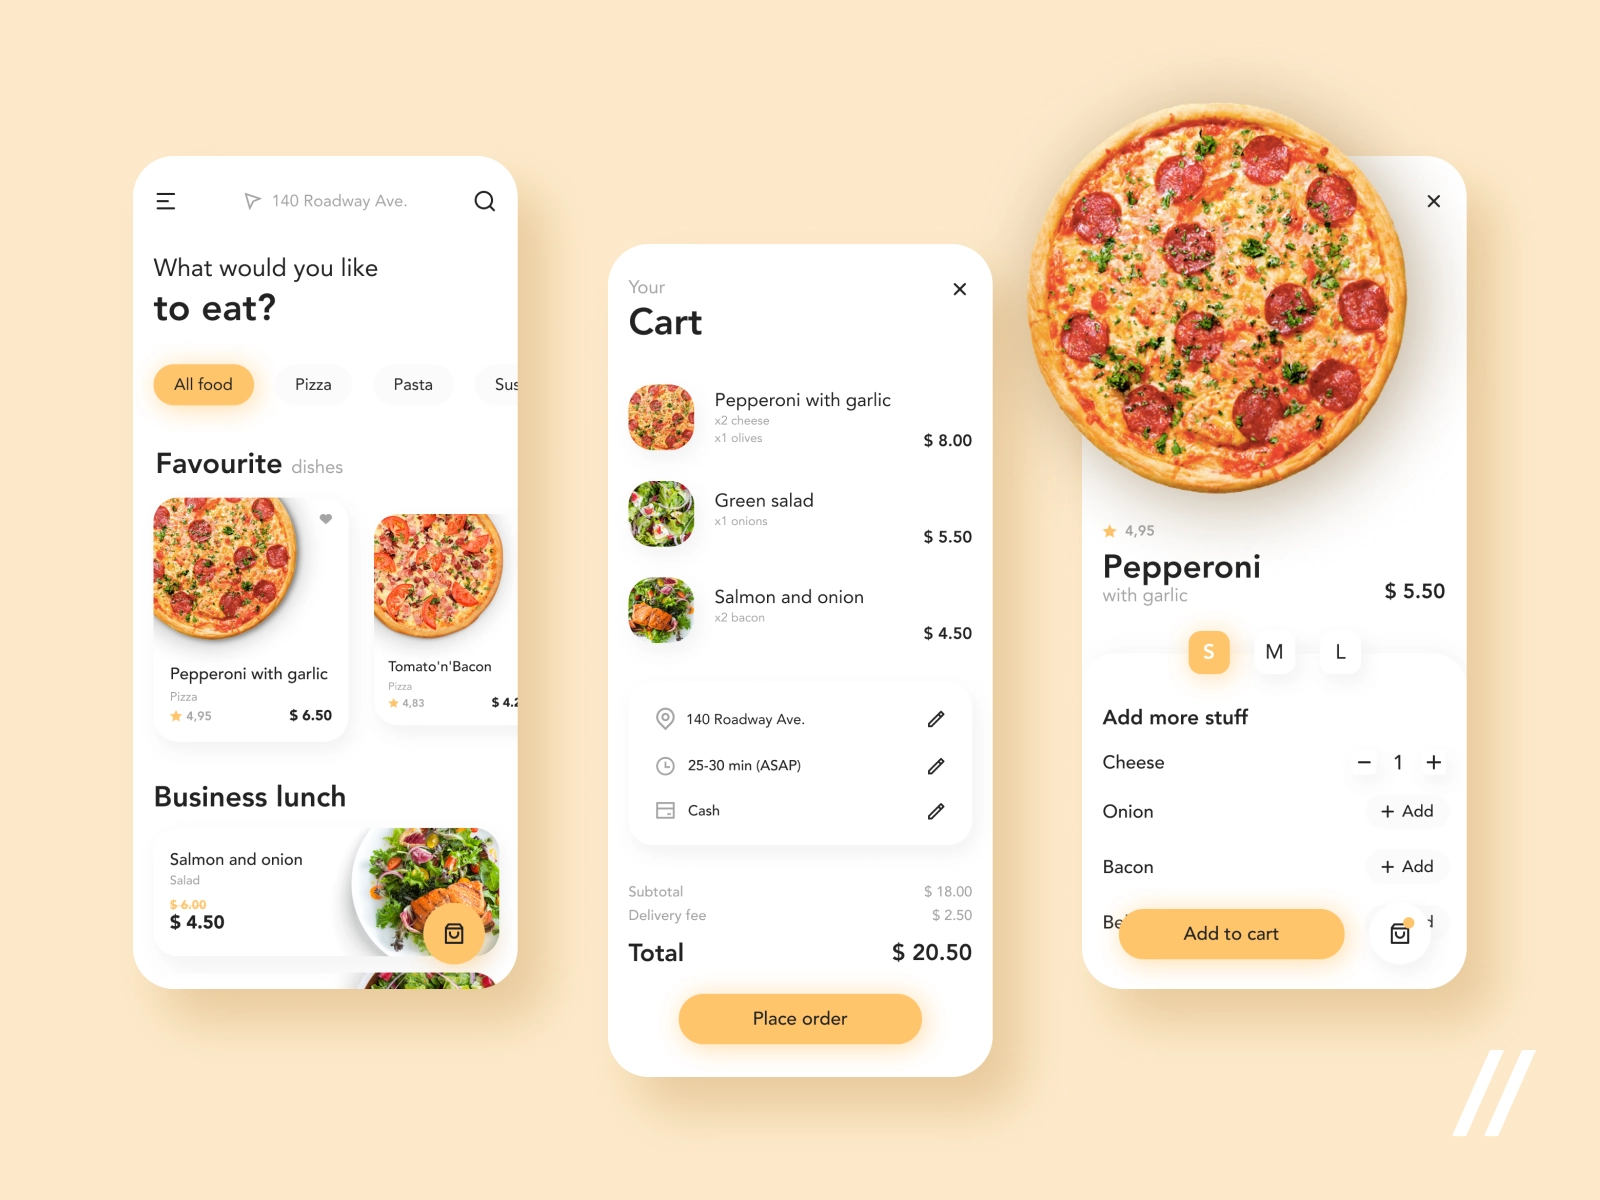 140 Roadway Ave.
What would you like
to eat?
All food
Pizza
Pasta
Sus
Favourite dishes
Pepperoni with garlic
Pizza
4,95
$ 6.50
Tomato'n'Bacon
Pizza
4,83
$ 4.2
Business lunch
Salmon and onion
Salad
$ 6.00
$ 4.50
Your
Cart
Pepperoni with garlic
x2 cheese
x1 olives
$ 8.00
Green salad
x1 onions
$ 5.50
Salmon and onion
x2 bacon
$ 4.50
140 Roadway Ave.
25-30 min (ASAP)
Cash
Subtotal
$ 18.00
Delivery fee
$ 2.50
Total
$ 20.50
Place order
4,95
Pepperoni
with garlic
$ 5.50
S
M
L
Add more stuff
Cheese
1
Onion
+ Add
Bacon
+ Add
Add to cart